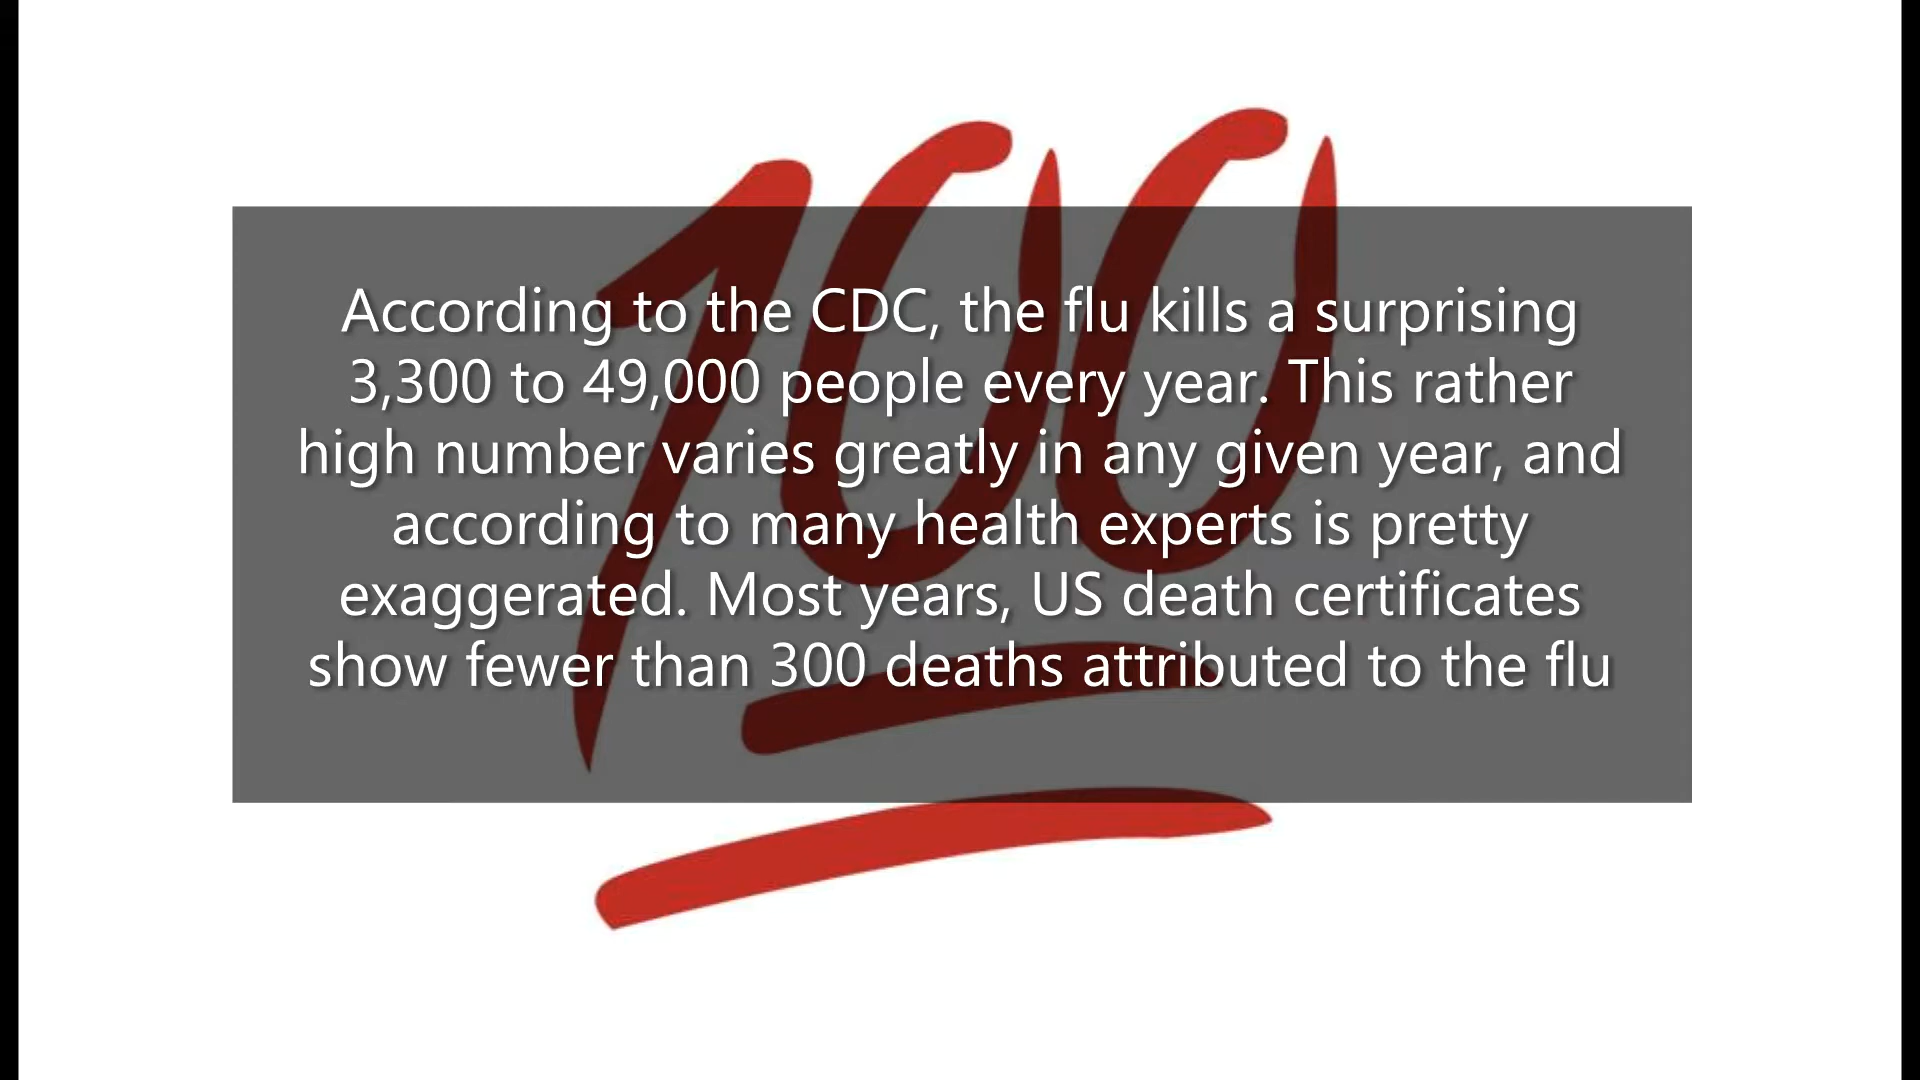 100
According to the CDC, the flu kills a surprising
3,300 to 49,000 people every year. This rather
high number varies greatly in any given year, and
according to many health experts is pretty
exaggerated. Most years, US death certificates
show fewer than 300 deaths attributed to the flu